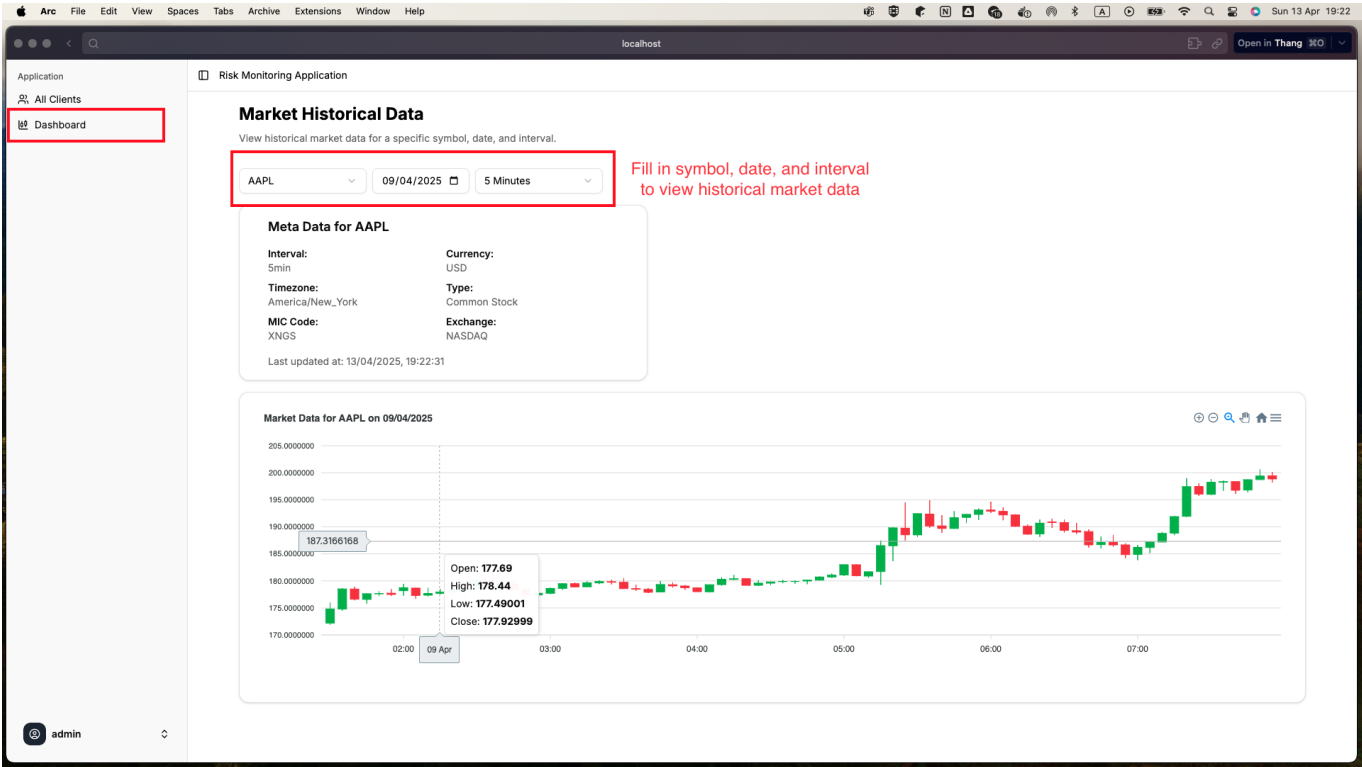 Arc File Edit View Spaces Tabs Archive Extensions Window Help Sun 13 Apr 19:22
localhost Open in Thang ⌘O
Application Risk Monitoring Application
All Clients
Dashboard
Market Historical Data
View historical market data for a specific symbol, date, and interval.
AAPL 09/04/2025 5 Minutes
Fill in symbol, date, and interval
to view historical market data
Meta Data for AAPL
Interval: Currency:
5min USD
Timezone: Type:
America/New_York Common Stock
MIC Code: Exchange:
XNGS NASDAQ
Last updated at: 13/04/2025, 19:22:31
Market Data for AAPL on 09/04/2025
205.0000000
200.0000000
195.0000000
190.0000000
187.3166168
185.0000000
180.0000000
175.0000000
170.0000000
Open: 177.69
High: 178.44
Low: 177.49001
Close: 177.92999
02:00 09 Apr 03:00 04:00 05:00 06:00 07:00
admin